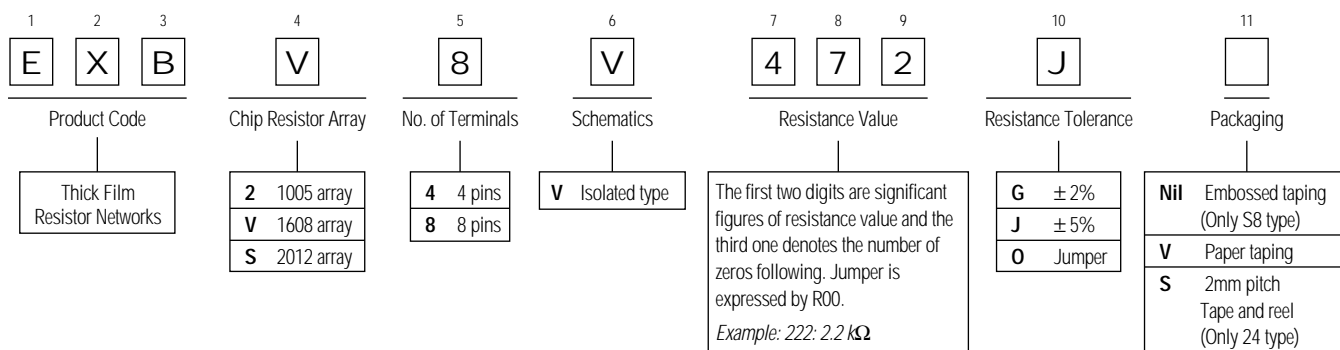 1 2 3 4 5 6 7 8 9 10 11
E X B V 8 V 4 7 2 J
Product Code Chip Resistor Array No. of Terminals Schematics Resistance Value Resistance Tolerance Packaging
Thick Film
Resistor Networks
2 1005 array
V 1608 array
S 2012 array
4 4 pins
8 8 pins
V Isolated type
The first two digits are significant
figures of resistance value and the
third one denotes the number of
zeros following. Jumper is
expressed by R00.
Example: 222: 2.2 kΩ
G ± 2%
J ± 5%
0 Jumper
Nil Embossed taping
(Only S8 type)
V Paper taping
S 2mm pitch
Tape and reel
(Only 24 type)